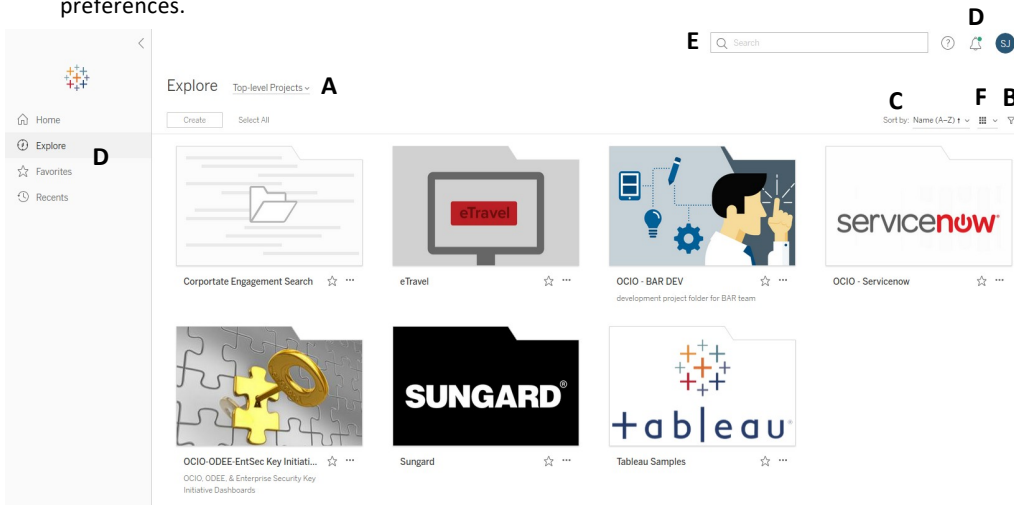 preferences.
D
E
Search
SJ
Explore Top-level Projects A
C F B
Create Select All
Sort by: Name (A–Z)
Home
Explore
D
Favorites
Recents
eTravel
servicenow
Corportate Engagement Search
eTravel
OCIO - BAR DEV
development project folder for BAR team
OCIO - Servicenow
SUNGARD®
+ableau
OCIO-ODEE-EntSec Key Initiati...
OCIO, ODEE, & Enterprise Security Key
Initiative Dashboards
Sungard
Tableau Samples